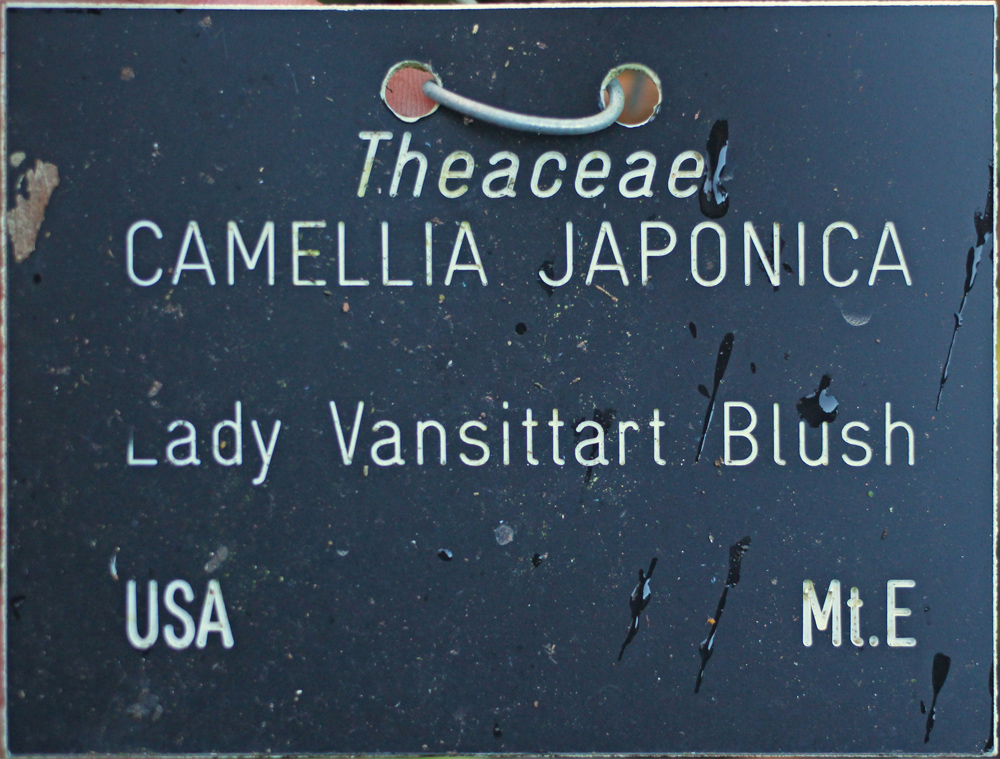 Theaceae
CAMELLIA JAPONICA
Lady Vansittart Blush
USA Mt.E